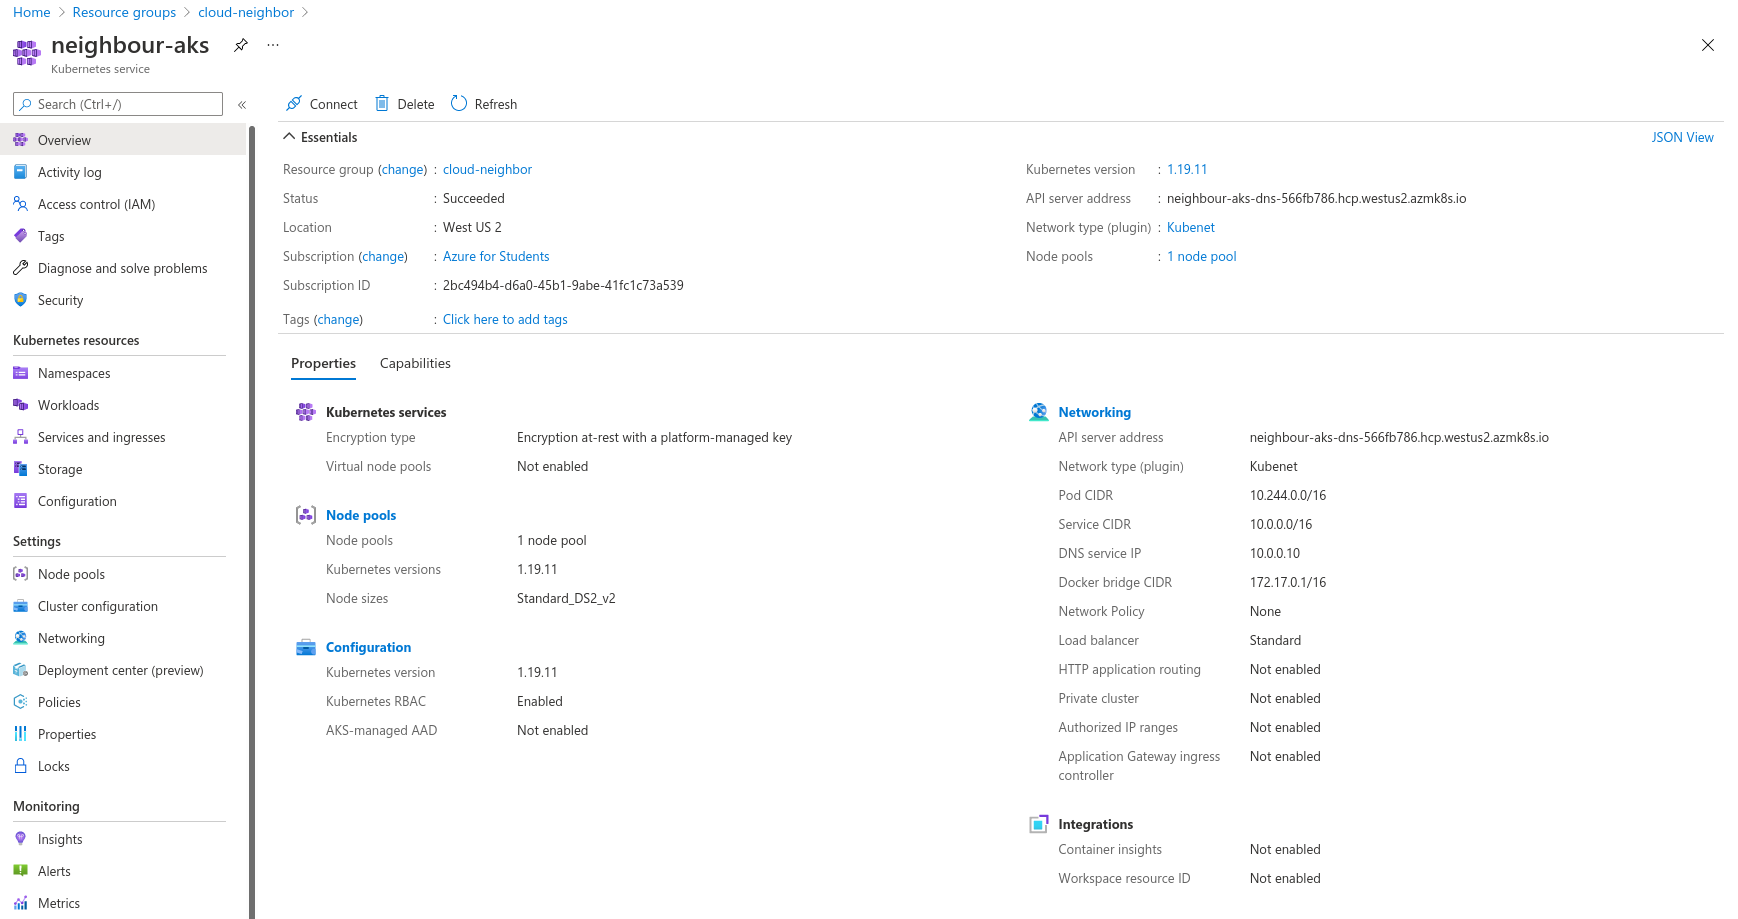 Home > Resource groups > cloud-neighbor >
neighbour-aks ...
Kubernetes service
Search (Ctrl+/) «
Overview
Activity log
Access control (IAM)
Tags
Diagnose and solve problems
Security
Kubernetes resources
Namespaces
Workloads
Services and ingresses
Storage
Configuration
Settings
Node pools
Cluster configuration
Networking
Deployment center (preview)
Policies
Properties
Locks
Monitoring
Insights
Alerts
Metrics
Connect Delete Refresh
Essentials JSON View
Resource group (change) : cloud-neighbor
Status : Succeeded
Location : West US 2
Subscription (change) : Azure for Students
Subscription ID : 2bc494b4-d6a0-45b1-9abe-41fc1c73a539
Tags (change) : Click here to add tags
Kubernetes version : 1.19.11
API server address : neighbour-aks-dns-566fb786.hcp.westus2.azmk8s.io
Network type (plugin) : Kubenet
Node pools : 1 node pool
Properties Capabilities
Kubernetes services
Encryption type Encryption at-rest with a platform-managed key
Virtual node pools Not enabled
Node pools
Node pools 1 node pool
Kubernetes versions 1.19.11
Node sizes Standard_DS2_v2
Configuration
Kubernetes version 1.19.11
Kubernetes RBAC Enabled
AKS-managed AAD Not enabled
Networking
API server address neighbour-aks-dns-566fb786.hcp.westus2.azmk8s.io
Network type (plugin) Kubenet
Pod CIDR 10.244.0.0/16
Service CIDR 10.0.0.0/16
DNS service IP 10.0.0.10
Docker bridge CIDR 172.17.0.1/16
Network Policy None
Load balancer Standard
HTTP application routing Not enabled
Private cluster Not enabled
Authorized IP ranges Not enabled
Application Gateway ingress Not enabled
controller
Integrations
Container insights Not enabled
Workspace resource ID Not enabled